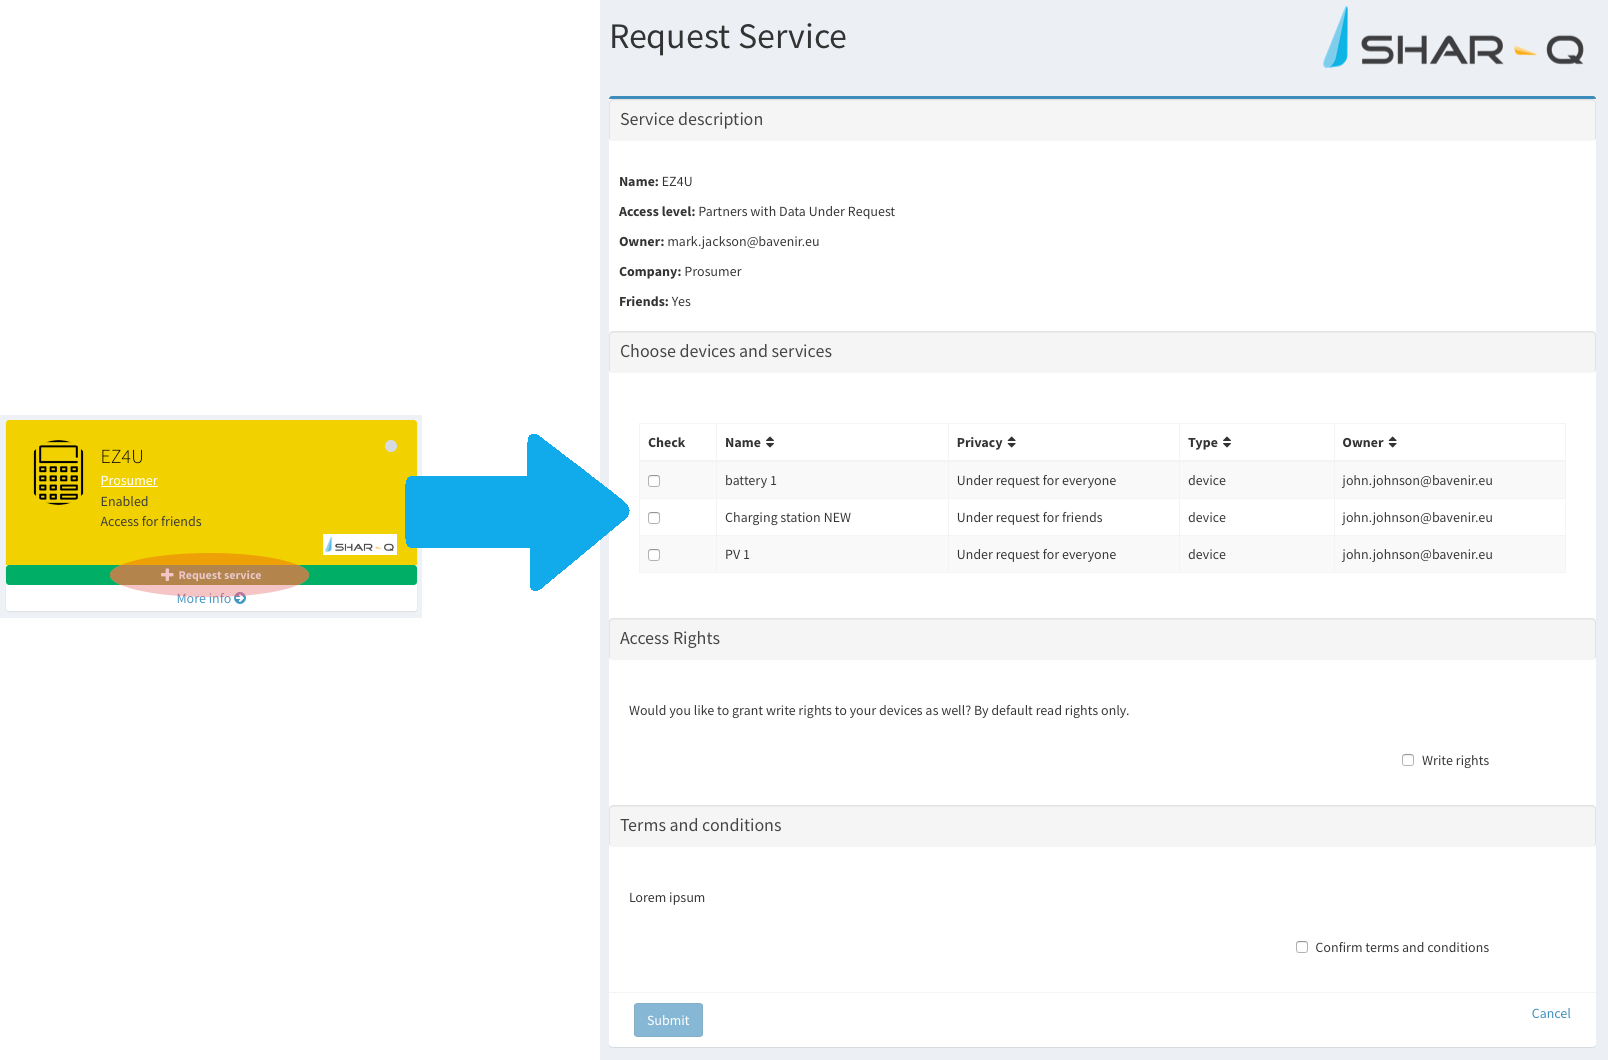 EZ4U
Prosumer
Enabled
Access for friends
SHAR-Q
Request service
More info
Request Service
SHAR-Q
Service description
Name: EZ4U
Access level: Partners with Data Under Request
Owner: mark.jackson@bavenir.eu
Company: Prosumer
Friends: Yes
Choose devices and services
Check Name Privacy Type Owner
battery 1 Under request for everyone device john.johnson@bavenir.eu
Charging station NEW Under request for friends device john.johnson@bavenir.eu
PV 1 Under request for everyone device john.johnson@bavenir.eu
Access Rights
Would you like to grant write rights to your devices as well? By default read rights only.
Write rights
Terms and conditions
Lorem ipsum
Confirm terms and conditions
Submit Cancel